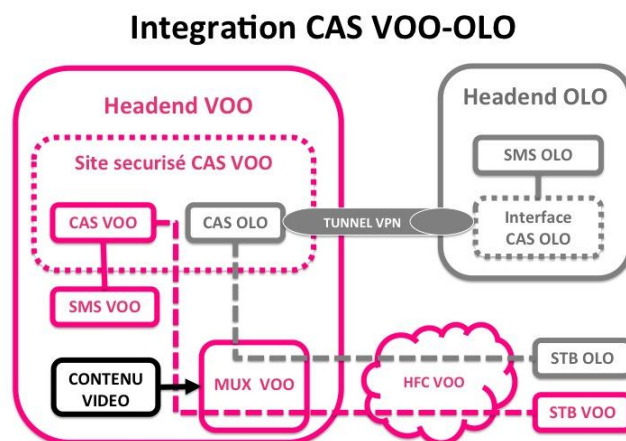 Integration CAS VOO-OLO
Headend VOO
Headend OLO
Site securisé CAS VOO
SMS OLO
CAS VOO
CAS OLO
TUNNEL VPN
Interface
CAS OLO
SMS VOO
CONTENU
VIDEO
MUX VOO
HFC VOO
STB OLO
STB VOO